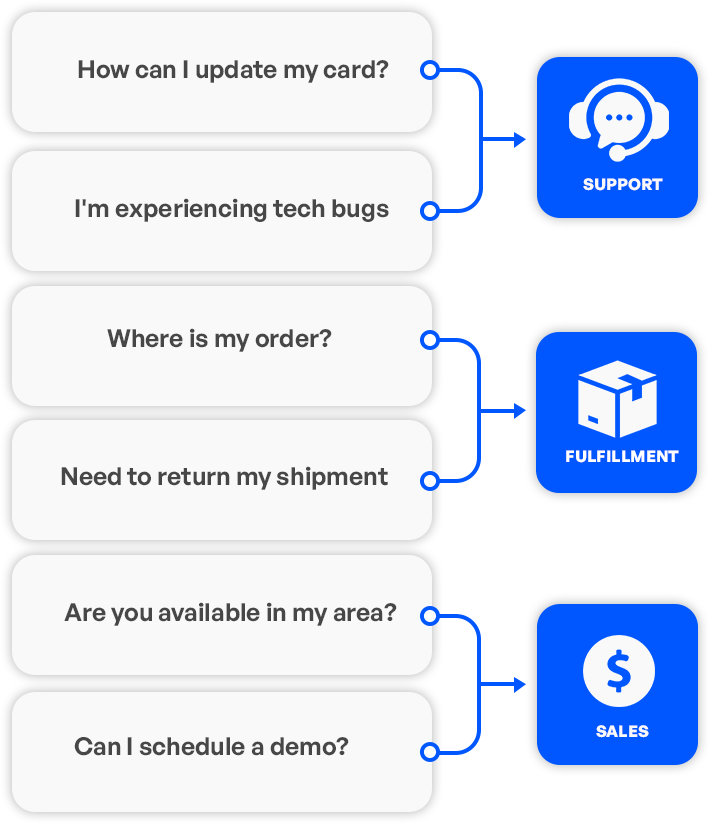 How can I update my card?
SUPPORT
I'm experiencing tech bugs
Where is my order?
FULFILLMENT
Need to return my shipment
Are you available in my area?
SALES
Can I schedule a demo?